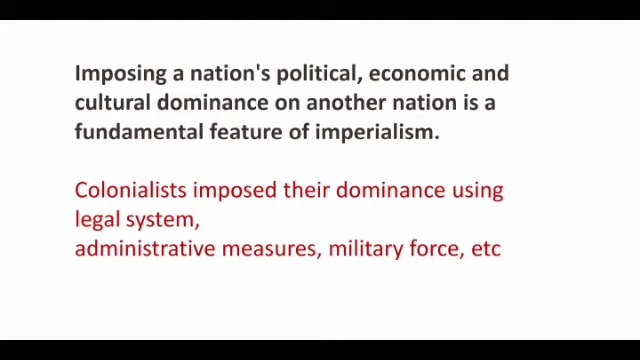 Imposing a nation's political, economic and
cultural dominance on another nation is a
fundamental feature of imperialism.
Colonialists imposed their dominance using
legal system,
administrative measures, military force, etc